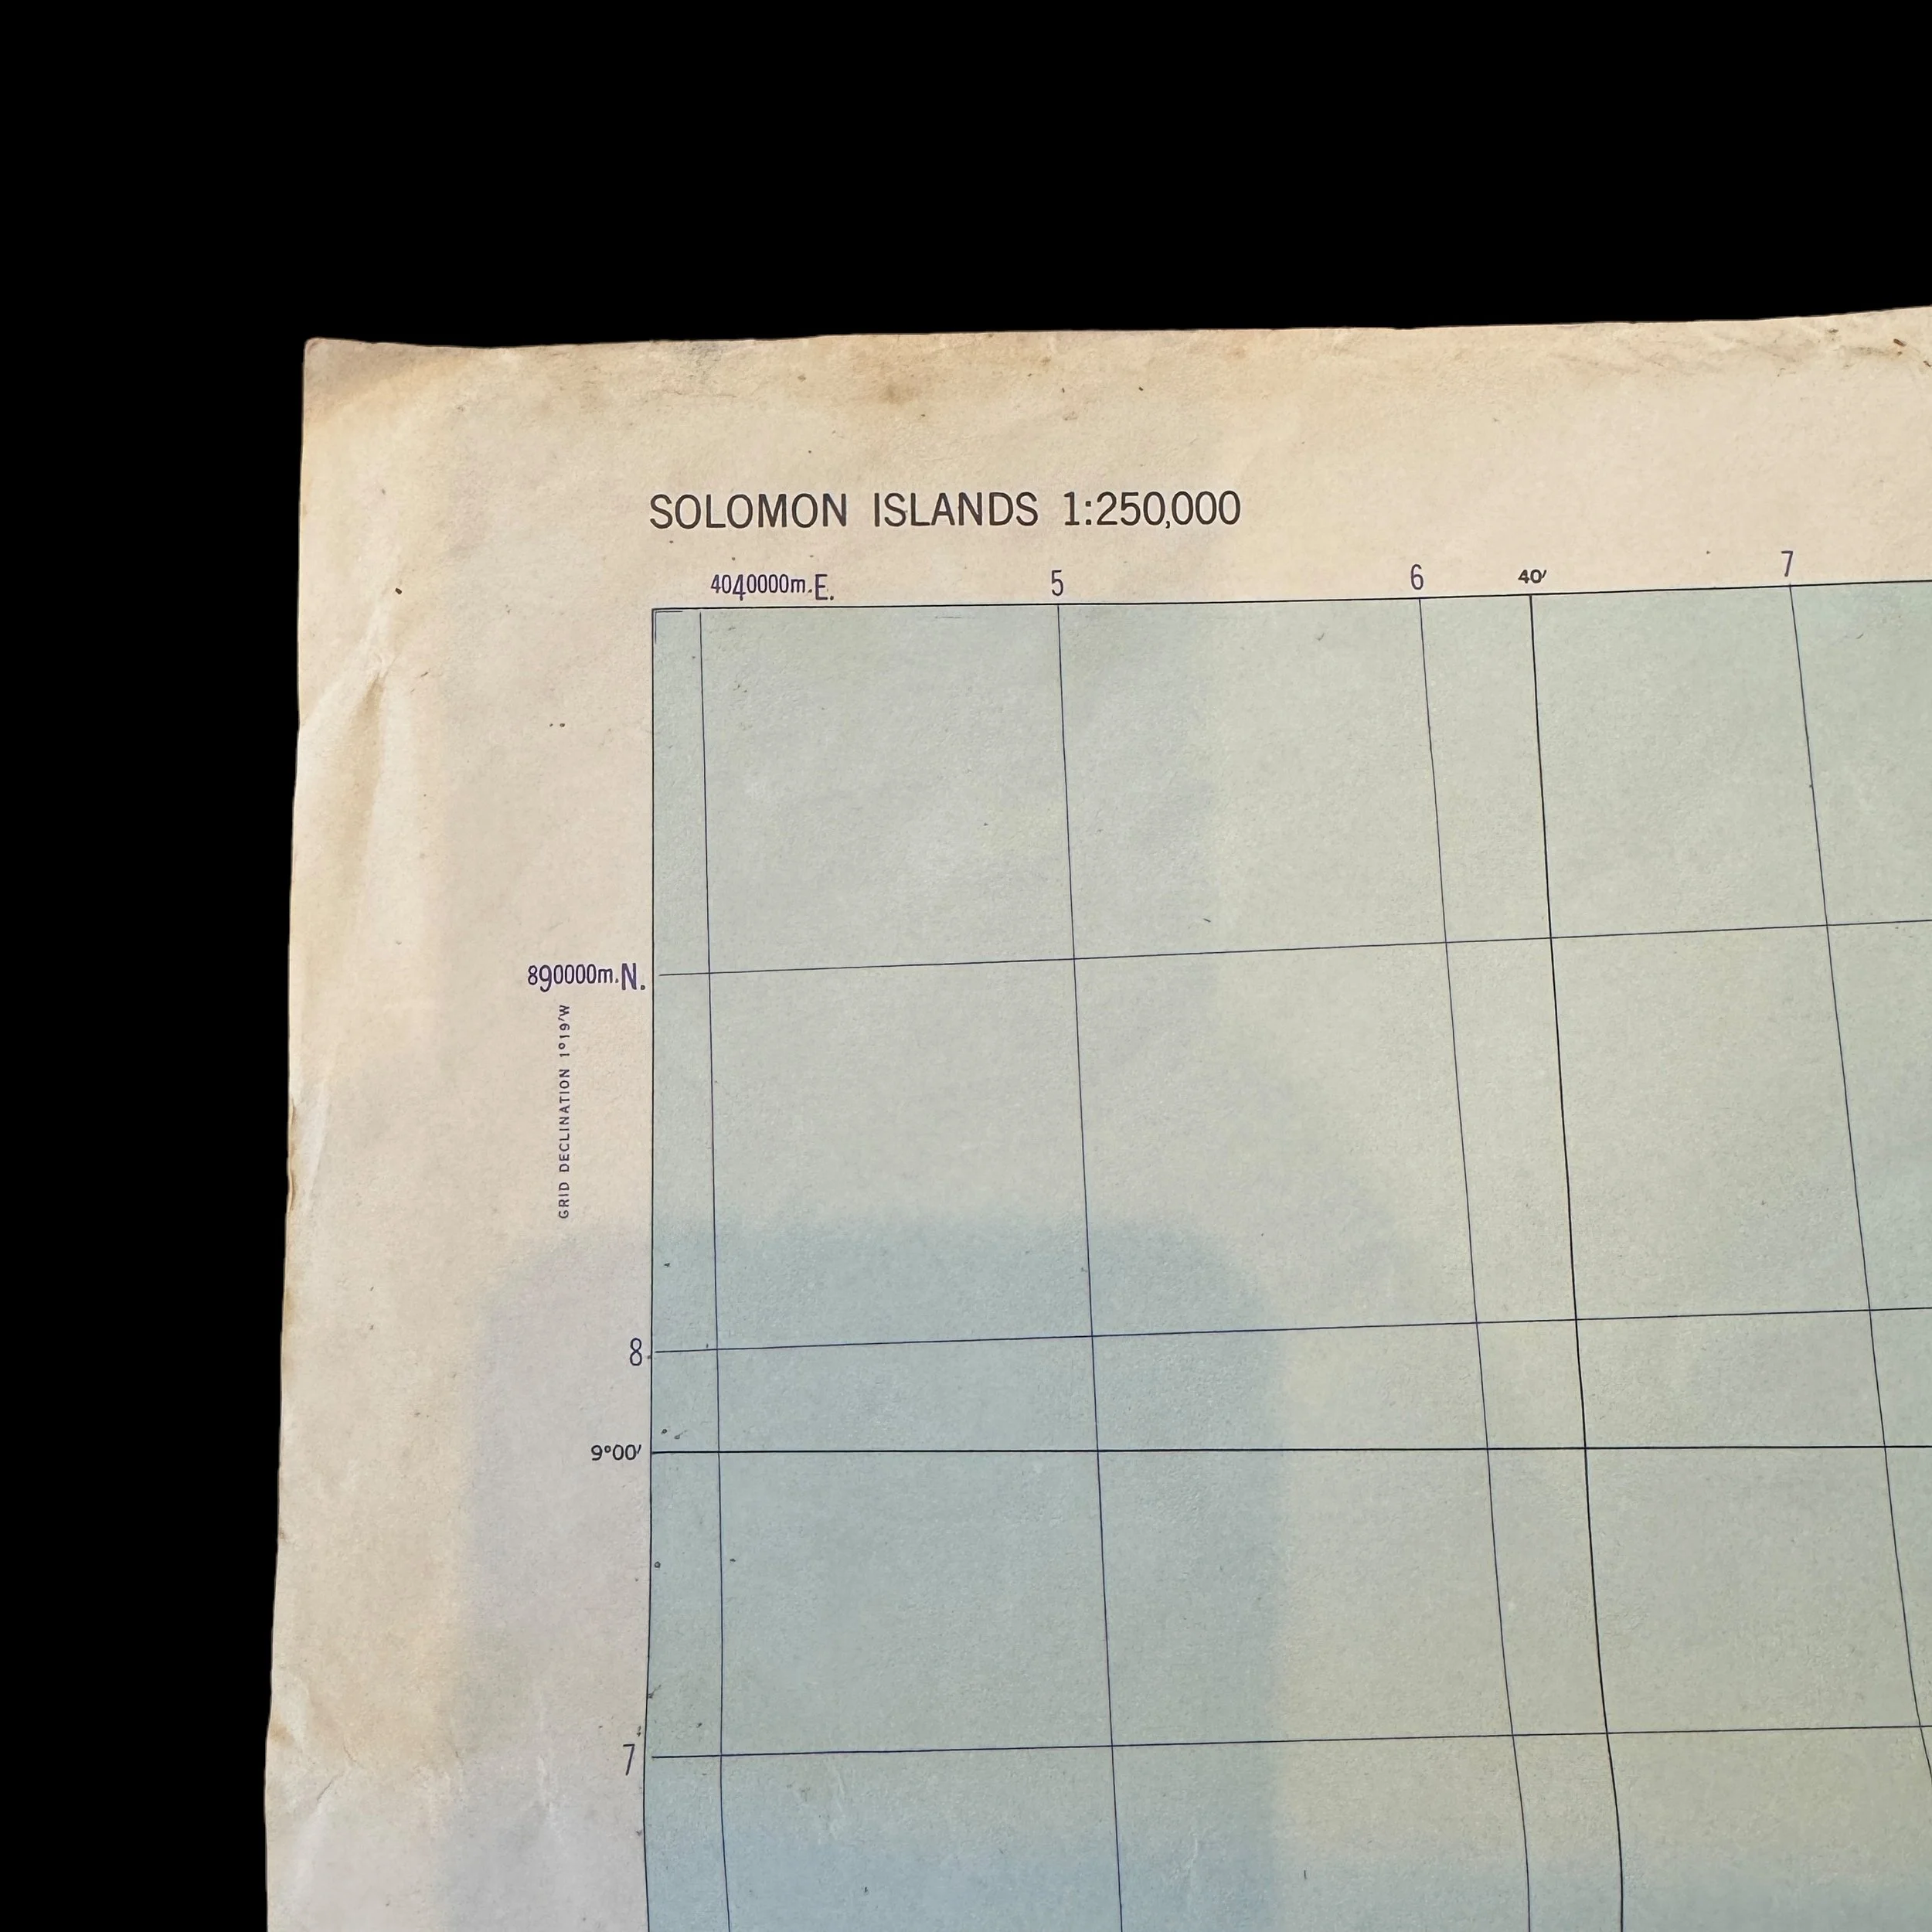 SOLOMON ISLANDS 1:250,000
4040000m.E. 5 6 40' 7
890000m.N.
GRID DECLINATION 1°19'W
8
9°00'
7